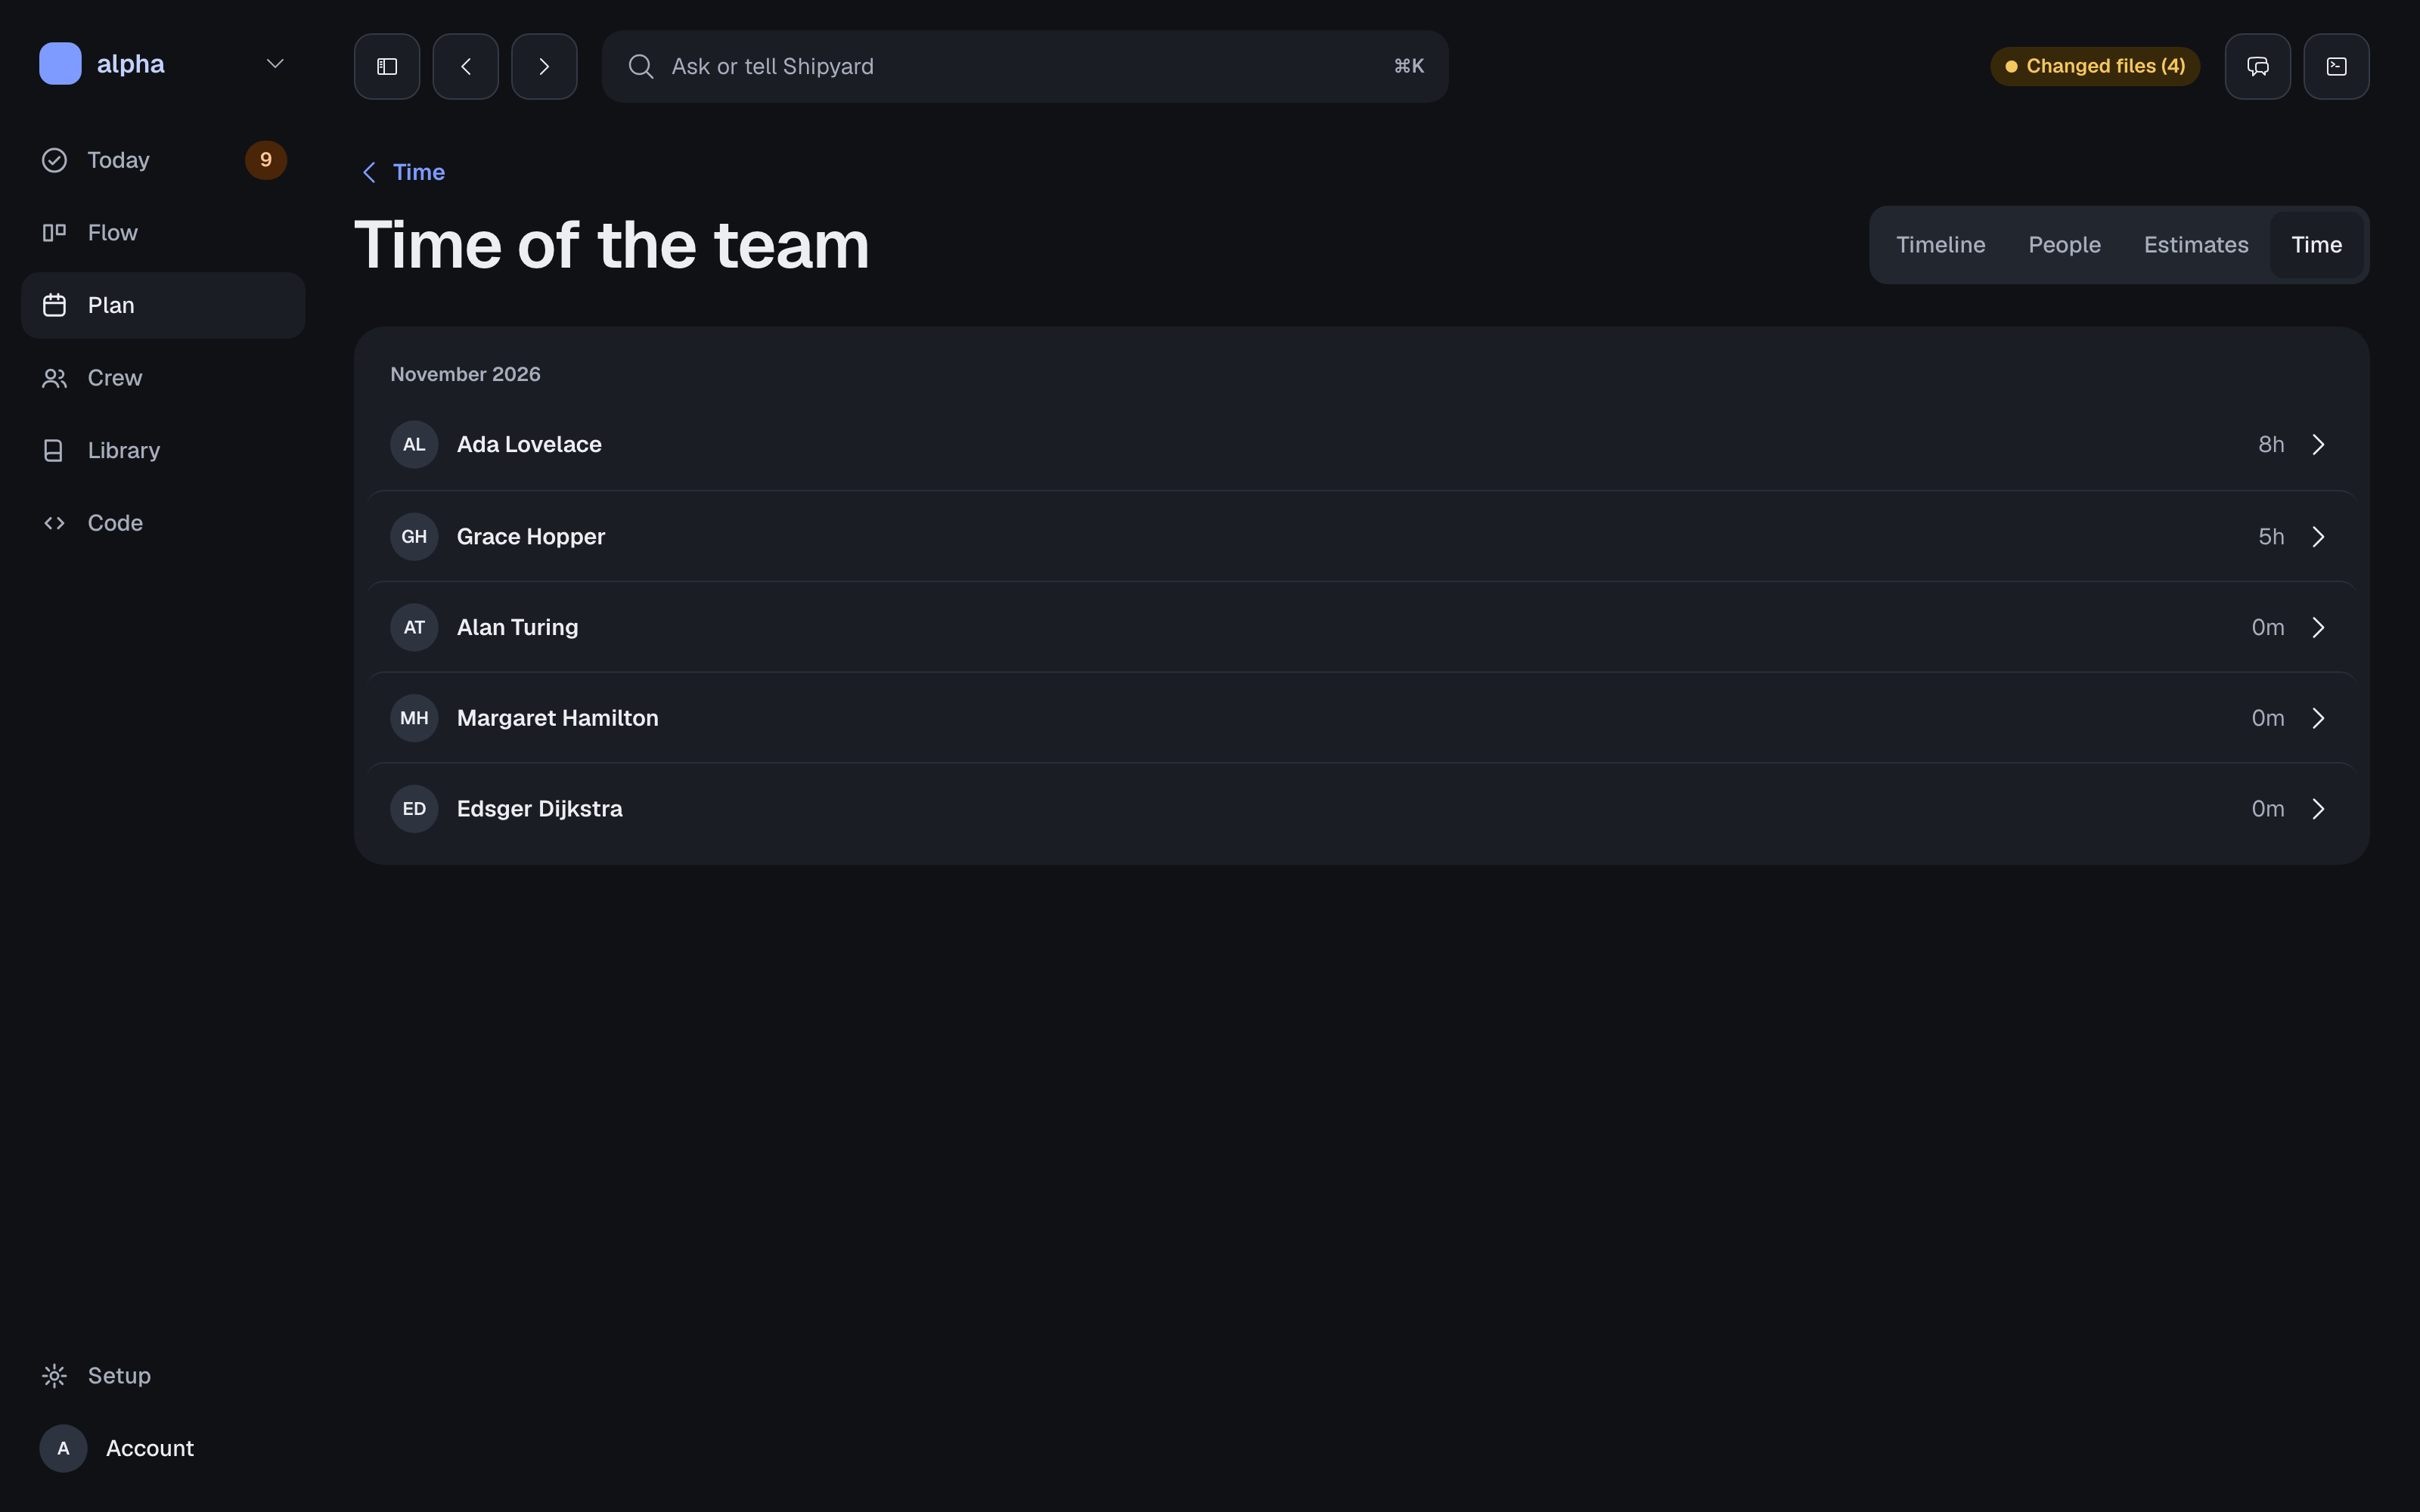 alpha
Ask or tell Shipyard ⌘K
Changed files (4)
Today 9
Flow
Plan
Crew
Library
Code
Setup
A Account
Time
Time of the team
Timeline People Estimates Time
November 2026
AL Ada Lovelace 8h
GH Grace Hopper 5h
AT Alan Turing 0m
MH Margaret Hamilton 0m
ED Edsger Dijkstra 0m